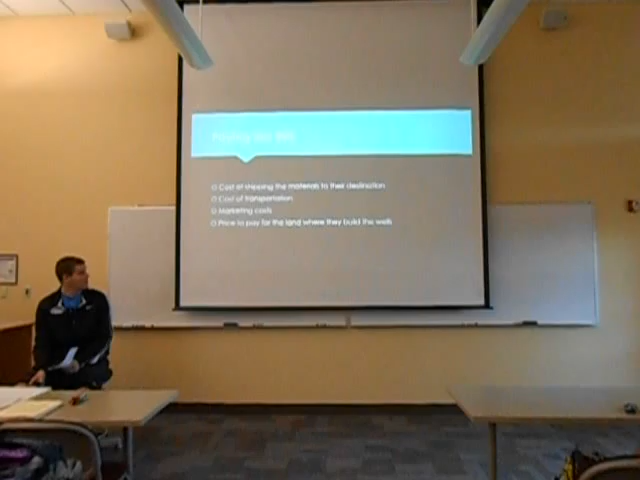 Cost of shipping the materials to their destination
Cost of transportation
Marketing costs
Price to pay for the land where they build the wells